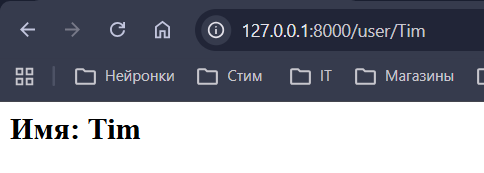 127.0.0.1:8000/user/Tim
Нейронки Стим IT Магазины
Имя: Tim